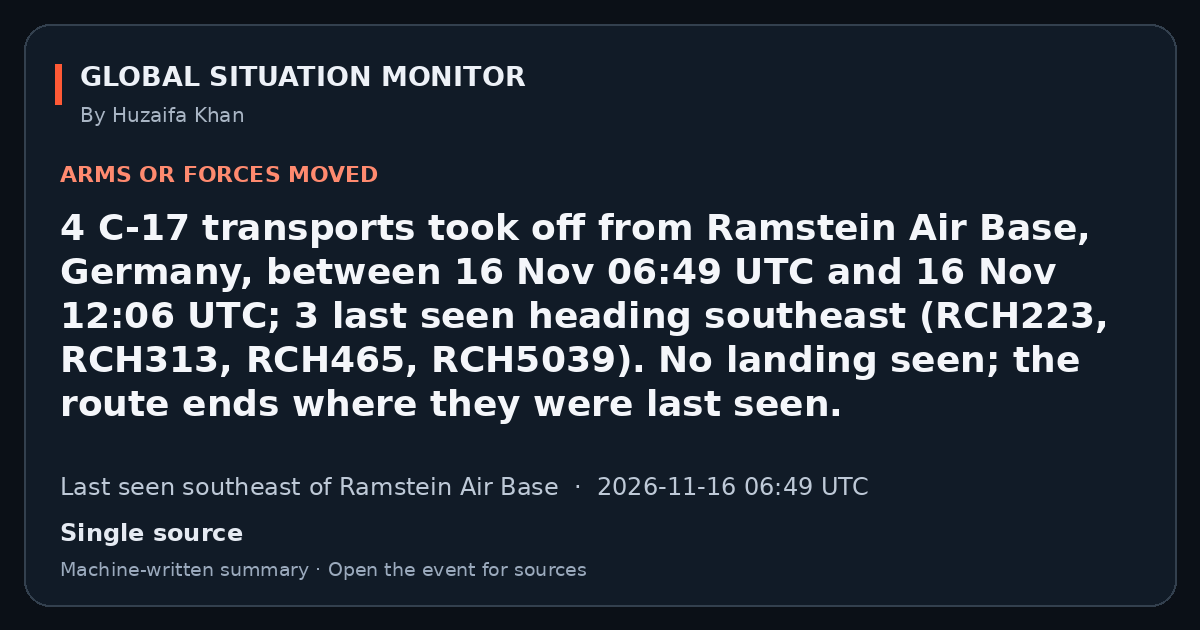 GLOBAL SITUATION MONITOR
By Huzaifa Khan
ARMS OR FORCES MOVED
4 C-17 transports took off from Ramstein Air Base,
Germany, between 16 Nov 06:49 UTC and 16 Nov
12:06 UTC; 3 last seen heading southeast (RCH223,
RCH313, RCH465, RCH5039). No landing seen; the
route ends where they were last seen.
Last seen southeast of Ramstein Air Base · 2026-11-16 06:49 UTC
Single source
Machine-written summary · Open the event for sources